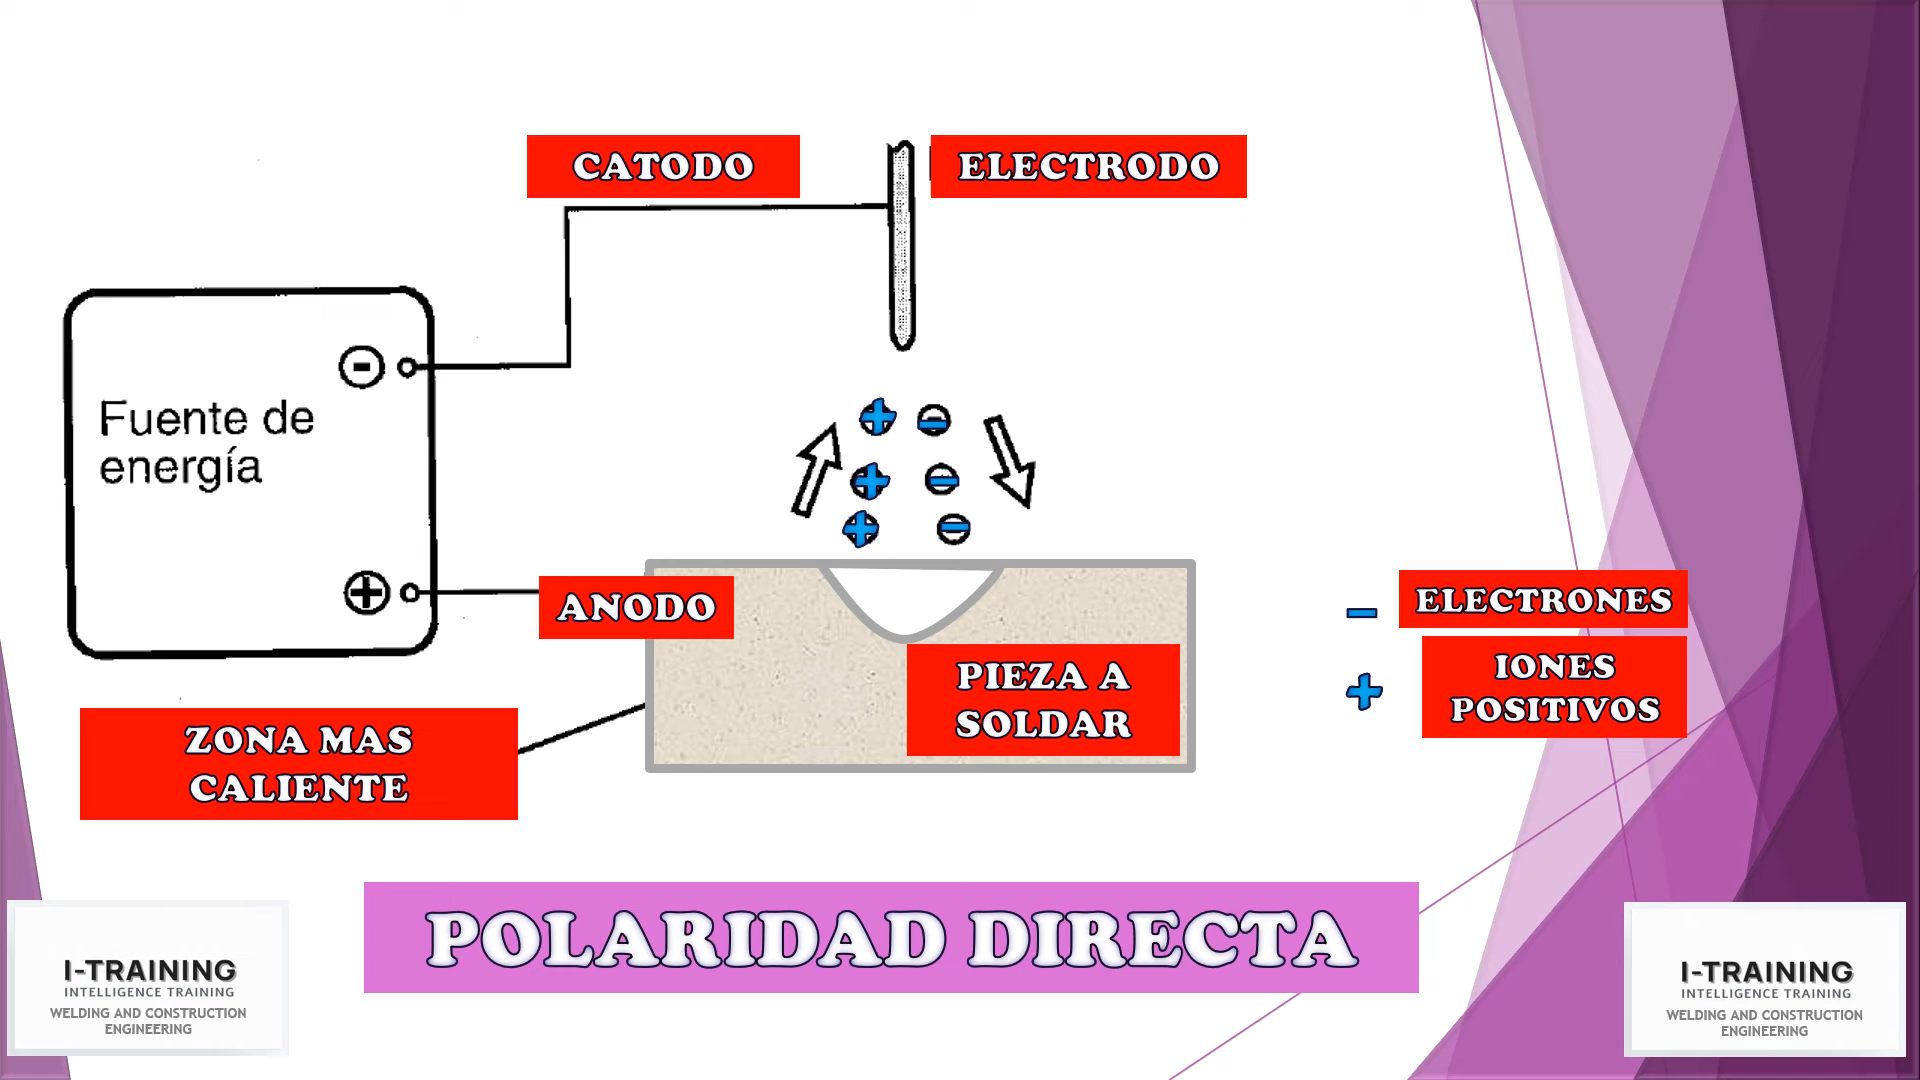 CATODO
ELECTRODO
-
Fuente de
energía
+
ANODO
PIEZA A
SOLDAR
ZONA MAS
CALIENTE
- ELECTRONES
+ IONES
POSITIVOS
POLARIDAD DIRECTA
I-TRAINING
INTELLIGENCE TRAINING
WELDING AND CONSTRUCTION
ENGINEERING
I-TRAINING
INTELLIGENCE TRAINING
WELDING AND CONSTRUCTION
ENGINEERING